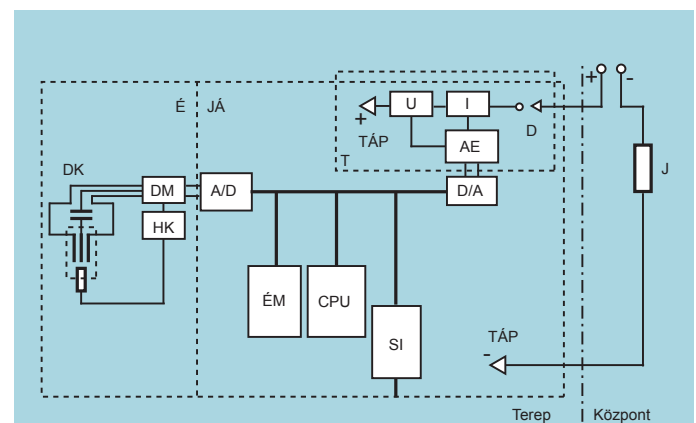 + -
É JÁ
U I
+
TÁP
D
T
AE
DK
DM A/D
D/A
J
HK
ÉM CPU
SI
TÁP
-
Terep Központ